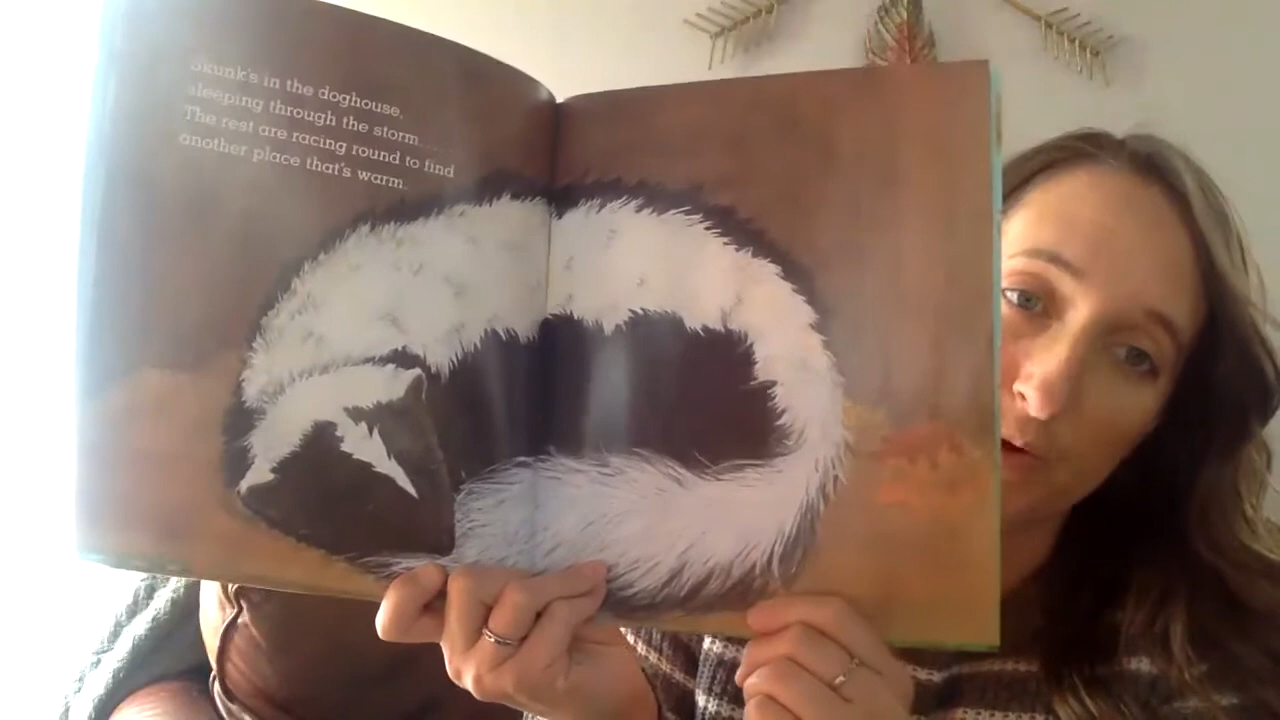 Skunk's in the doghouse,
sleeping through the storm.
The rest are racing round to find
another place that's warm.